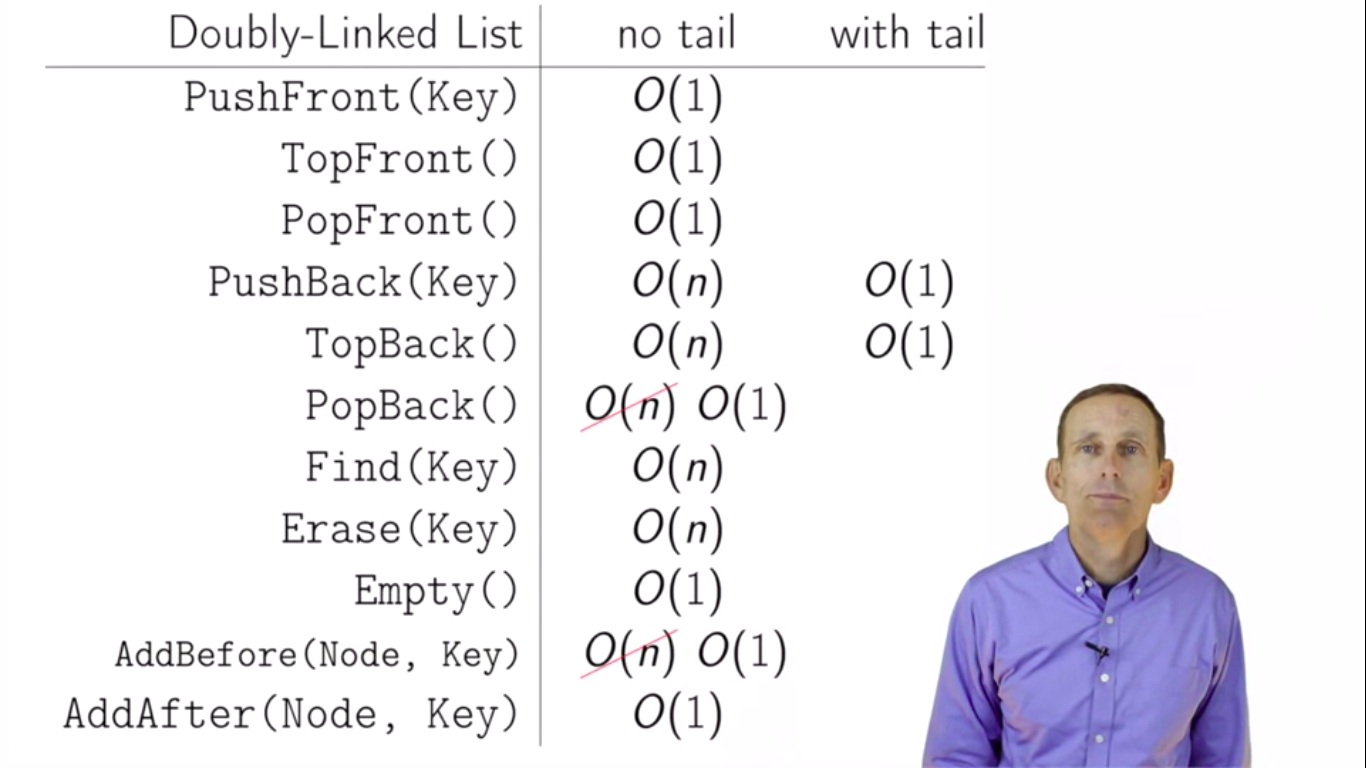 Doubly-Linked List no tail with tail
PushFront(Key) O(1)
TopFront() O(1)
PopFront() O(1)
PushBack(Key) O(n) O(1)
TopBack() O(n) O(1)
PopBack() O(n) O(1)
Find(Key) O(n)
Erase(Key) O(n)
Empty() O(1)
AddBefore(Node, Key) O(n) O(1)
AddAfter(Node, Key) O(1)